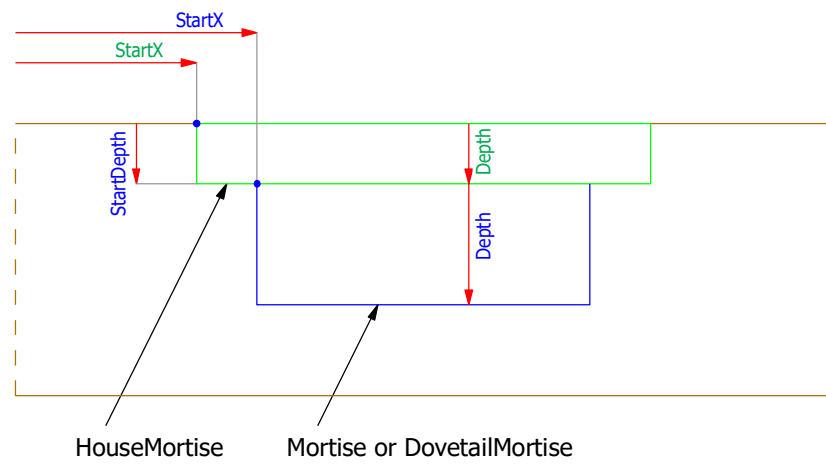 StartX
StartX
StartDepth
Depth
Depth
HouseMortise
Mortise or DovetailMortise